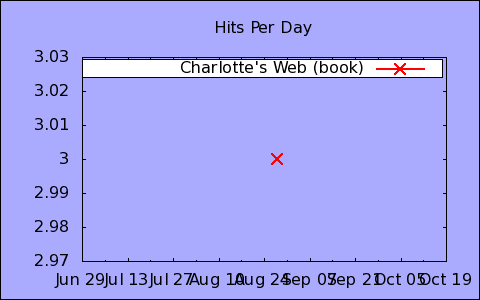 Hits Per Day
3.03
Charlotte's Web (book)
3.02
3.01
3
2.99
2.98
2.97
Jun 29 Jul 13 Jul 27 Aug 10 Aug 24 Sep 07 Sep 21 Oct 05 Oct 19